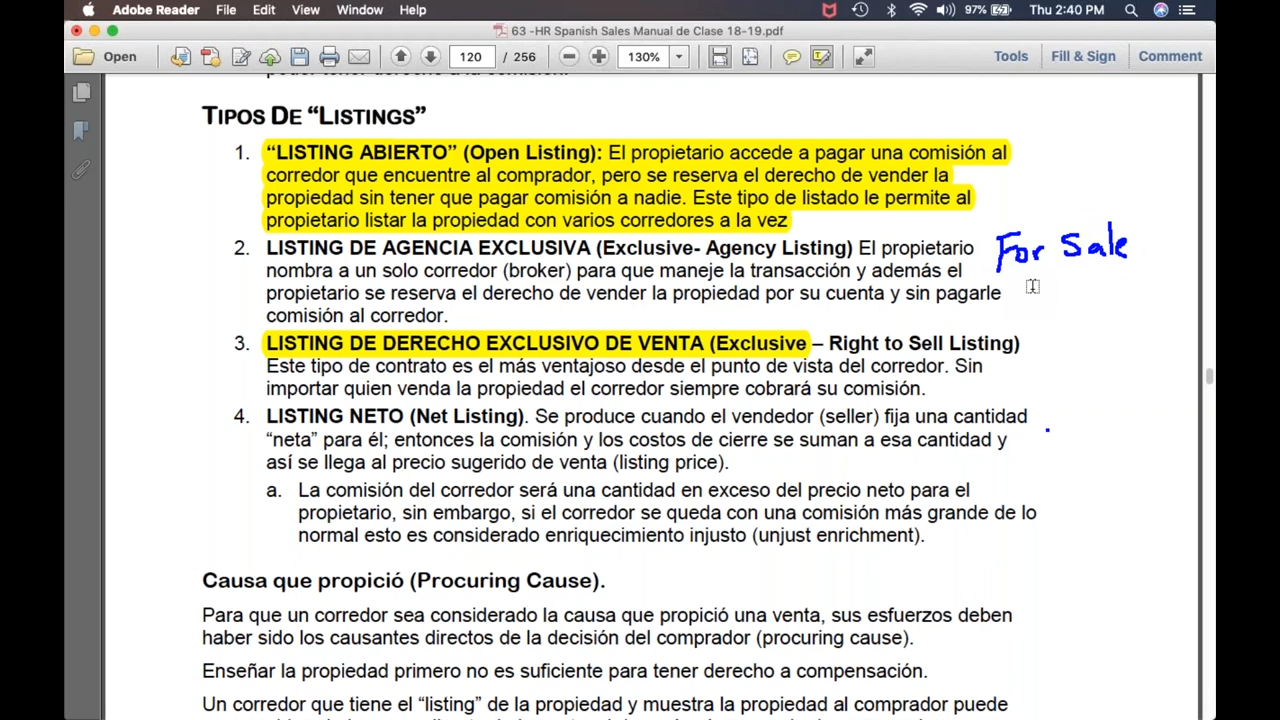 Adobe Reader File Edit View Window Help 97% Thu 2:40 PM
63 -HR Spanish Sales Manual de Clase 18-19.pdf
Open 120 / 256 130% Tools Fill & Sign Comment
TIPOS DE “LISTINGS”
1. “LISTING ABIERTO” (Open Listing): El propietario accede a pagar una comisión al
corredor que encuentre al comprador, pero se reserva el derecho de vender la
propiedad sin tener que pagar comisión a nadie. Este tipo de listado le permite al
propietario listar la propiedad con varios corredores a la vez
2. LISTING DE AGENCIA EXCLUSIVA (Exclusive- Agency Listing) El propietario
nombra a un solo corredor (broker) para que maneje la transacción y además el
propietario se reserva el derecho de vender la propiedad por su cuenta y sin pagarle
comisión al corredor.
For Sale
3. LISTING DE DERECHO EXCLUSIVO DE VENTA (Exclusive – Right to Sell Listing)
Este tipo de contrato es el más ventajoso desde el punto de vista del corredor. Sin
importar quien venda la propiedad el corredor siempre cobrará su comisión.
4. LISTING NETO (Net Listing). Se produce cuando el vendedor (seller) fija una cantidad
“neta” para él; entonces la comisión y los costos de cierre se suman a esa cantidad y
así se llega al precio sugerido de venta (listing price).
a. La comisión del corredor será una cantidad en exceso del precio neto para el
propietario, sin embargo, si el corredor se queda con una comisión más grande de lo
normal esto es considerado enriquecimiento injusto (unjust enrichment).
Causa que propició (Procuring Cause).
Para que un corredor sea considerado la causa que propició una venta, sus esfuerzos deben
haber sido los causantes directos de la decisión del comprador (procuring cause).
Enseñar la propiedad primero no es suficiente para tener derecho a compensación.
Un corredor que tiene el “listing” de la propiedad y muestra la propiedad al comprador puede